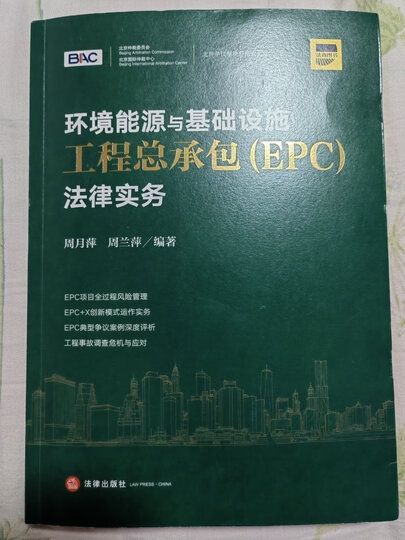 BAC
北京仲裁委员会
Beijing Arbitration Commission
北京国际仲裁中心
Beijing International Arbitration Center
环境能源与基础设施
工程总承包(EPC)
法律实务
周月萍 周兰萍/编著
EPC项目全过程风险管理
EPC+X创新模式运作实务
EPC典型争议案例深度评析
工程事故调查危机与应对
法律出版社
LAW PRESS·CHINA